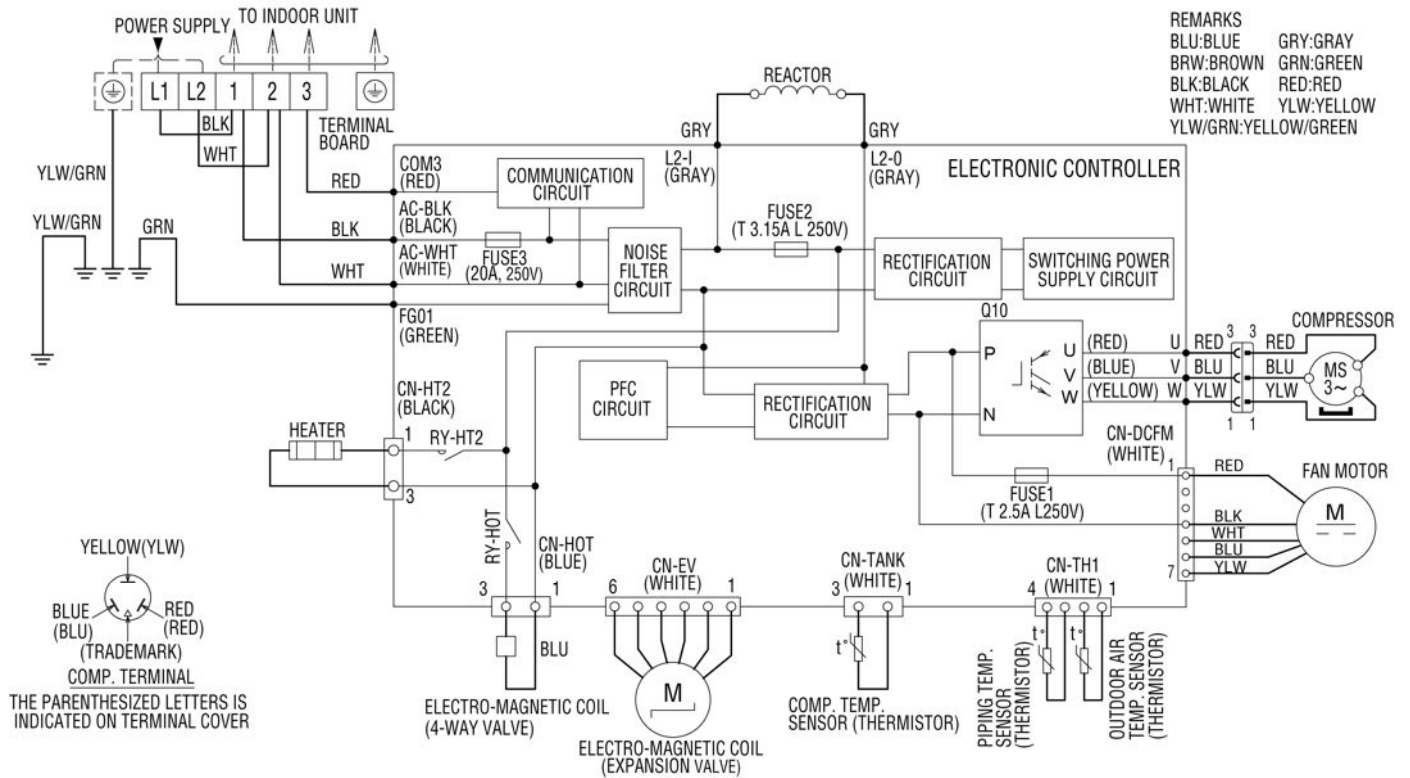 POWER SUPPLY
TO INDOOR UNIT
L1 L2 1 2 3
TERMINAL
BOARD
BLK
WHT
YLW/GRN
YLW/GRN
GRN
RED
BLK
WHT
REMARKS
BLU:BLUE GRY:GRAY
BRW:BROWN GRN:GREEN
BLK:BLACK RED:RED
WHT:WHITE YLW:YELLOW
YLW/GRN:YELLOW/GREEN
REACTOR
GRY
GRY
L2-I
(GRAY)
L2-0
(GRAY)
ELECTRONIC CONTROLLER
COM3
(RED)
AC-BLK
(BLACK)
AC-WHT
(WHITE)
FG01
(GREEN)
COMMUNICATION
CIRCUIT
FUSE3
(20A, 250V)
NOISE
FILTER
CIRCUIT
FUSE2
(T 3.15A L 250V)
RECTIFICATION
CIRCUIT
SWITCHING POWER
SUPPLY CIRCUIT
Q10
P
N
U
V
W
(RED)
(BLUE)
(YELLOW)
U RED 3 3 RED
V BLU BLU
W YLW YLW
1 1
COMPRESSOR
MS
3~
PFC
CIRCUIT
RECTIFICATION
CIRCUIT
CN-HT2
(BLACK)
HEATER
1
3
RY-HT2
RY-HOT
CN-HOT
(BLUE)
3 1
BLU
ELECTRO-MAGNETIC COIL
(4-WAY VALVE)
CN-EV
(WHITE)
6 1
M
ELECTRO-MAGNETIC COIL
(EXPANSION VALVE)
CN-TANK
(WHITE)
3 1
t°
COMP. TEMP.
SENSOR (THERMISTOR)
CN-TH1
(WHITE)
4 1
t° t°
PIPING TEMP.
SENSOR
(THERMISTOR)
OUTDOOR AIR
TEMP. SENSOR
(THERMISTOR)
FUSE1
(T 2.5A L250V)
CN-DCFM
(WHITE)
1
7
RED
BLK
WHT
BLU
YLW
FAN MOTOR
M
YELLOW(YLW)
BLUE
(BLU)
RED
(RED)
(TRADEMARK)
COMP. TERMINAL
THE PARENTHESIZED LETTERS IS
INDICATED ON TERMINAL COVER